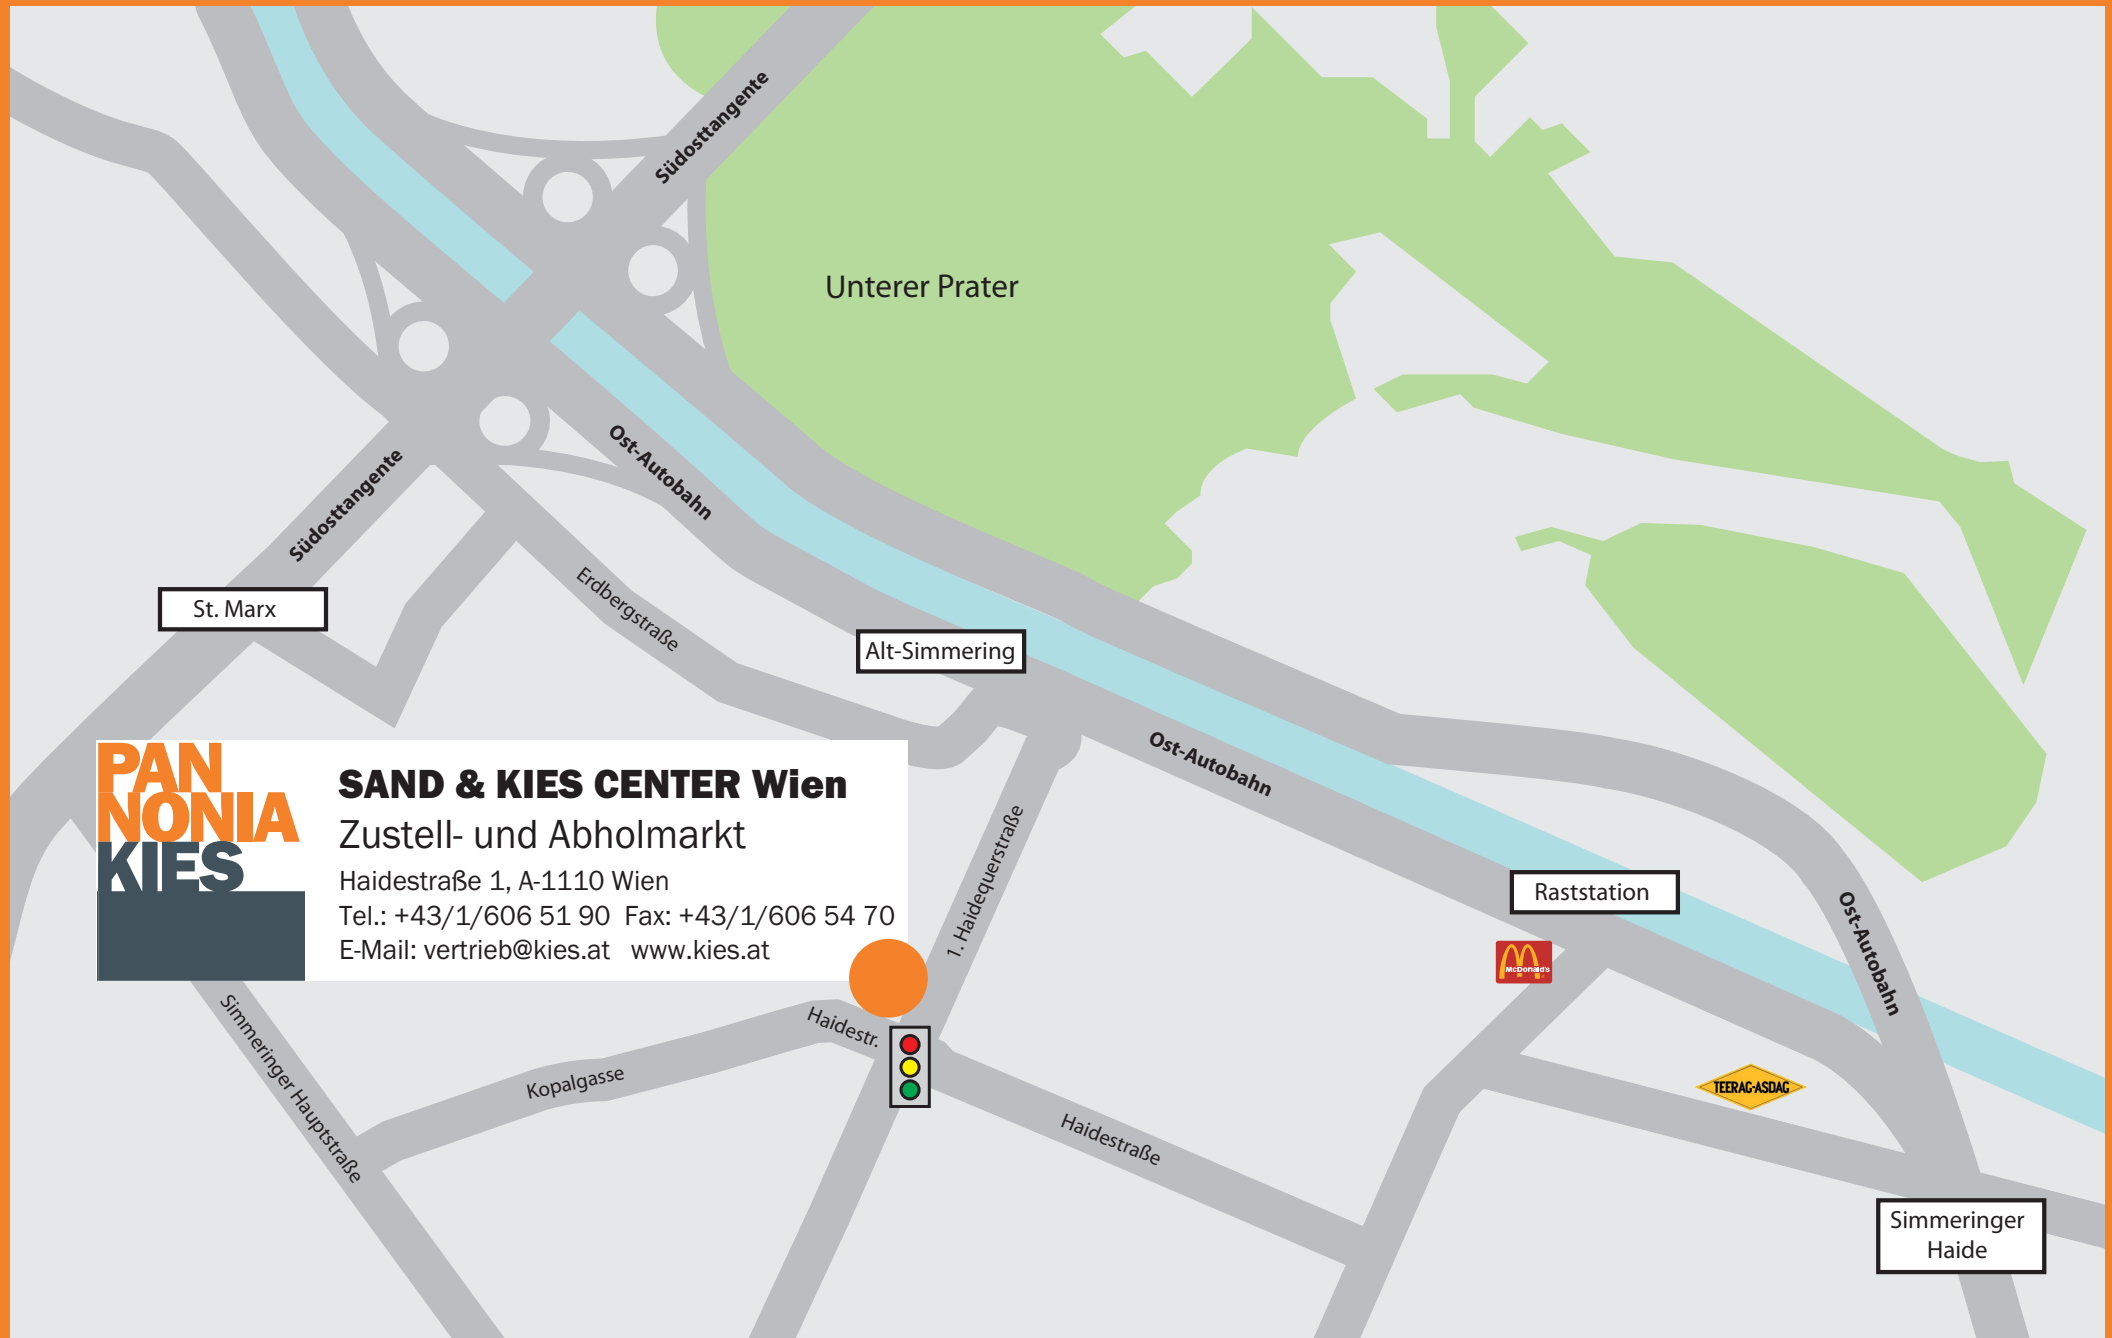 Südosttangente
Unterer Prater
Ost-Autobahn
Südosttangente
Erdbergstraße
St. Marx
Alt-Simmering
Ost-Autobahn
PAN
NONIA
KIES
SAND & KIES CENTER Wien
Zustell- und Abholmarkt
Haidestraße 1, A-1110 Wien
Tel.: +43/1/606 51 90 Fax: +43/1/606 54 70
E-Mail: vertrieb@kies.at www.kies.at
1. Haidequerstraße
Raststation
McDonald's
Ost-Autobahn
Simmeringer Hauptstraße
Haidestr.
Kopalgasse
Haidestraße
TEERAG-ASDAG
Simmeringer
Haide